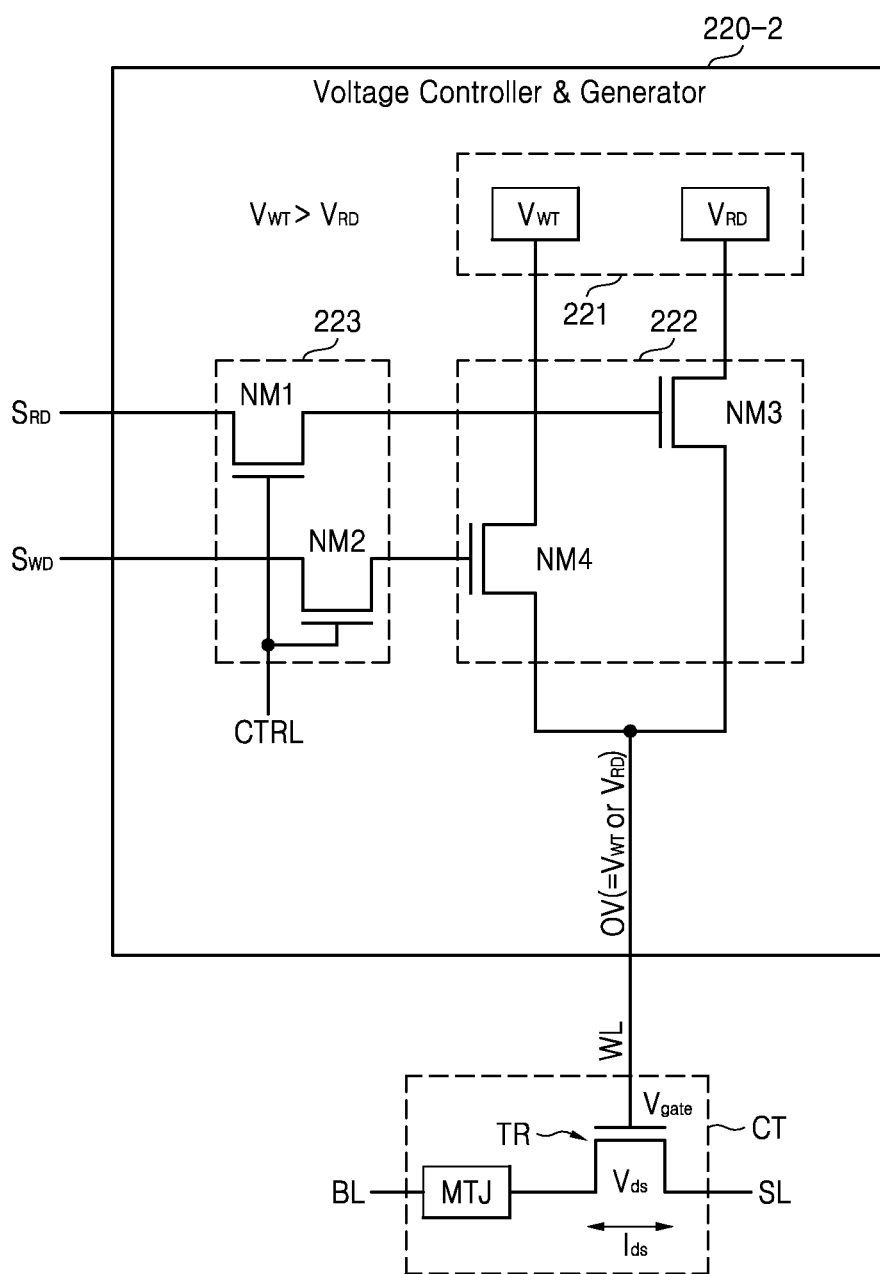 220-2
Voltage Controller & Generator
VWT > VRD
VWT
VRD
221
223
222
SRD
NM1
NM3
SWD
NM2
NM4
CTRL
OV(=VWT or VRD)
WL
Vgate
TR
CT
BL
MTJ
Vds
SL
Ids